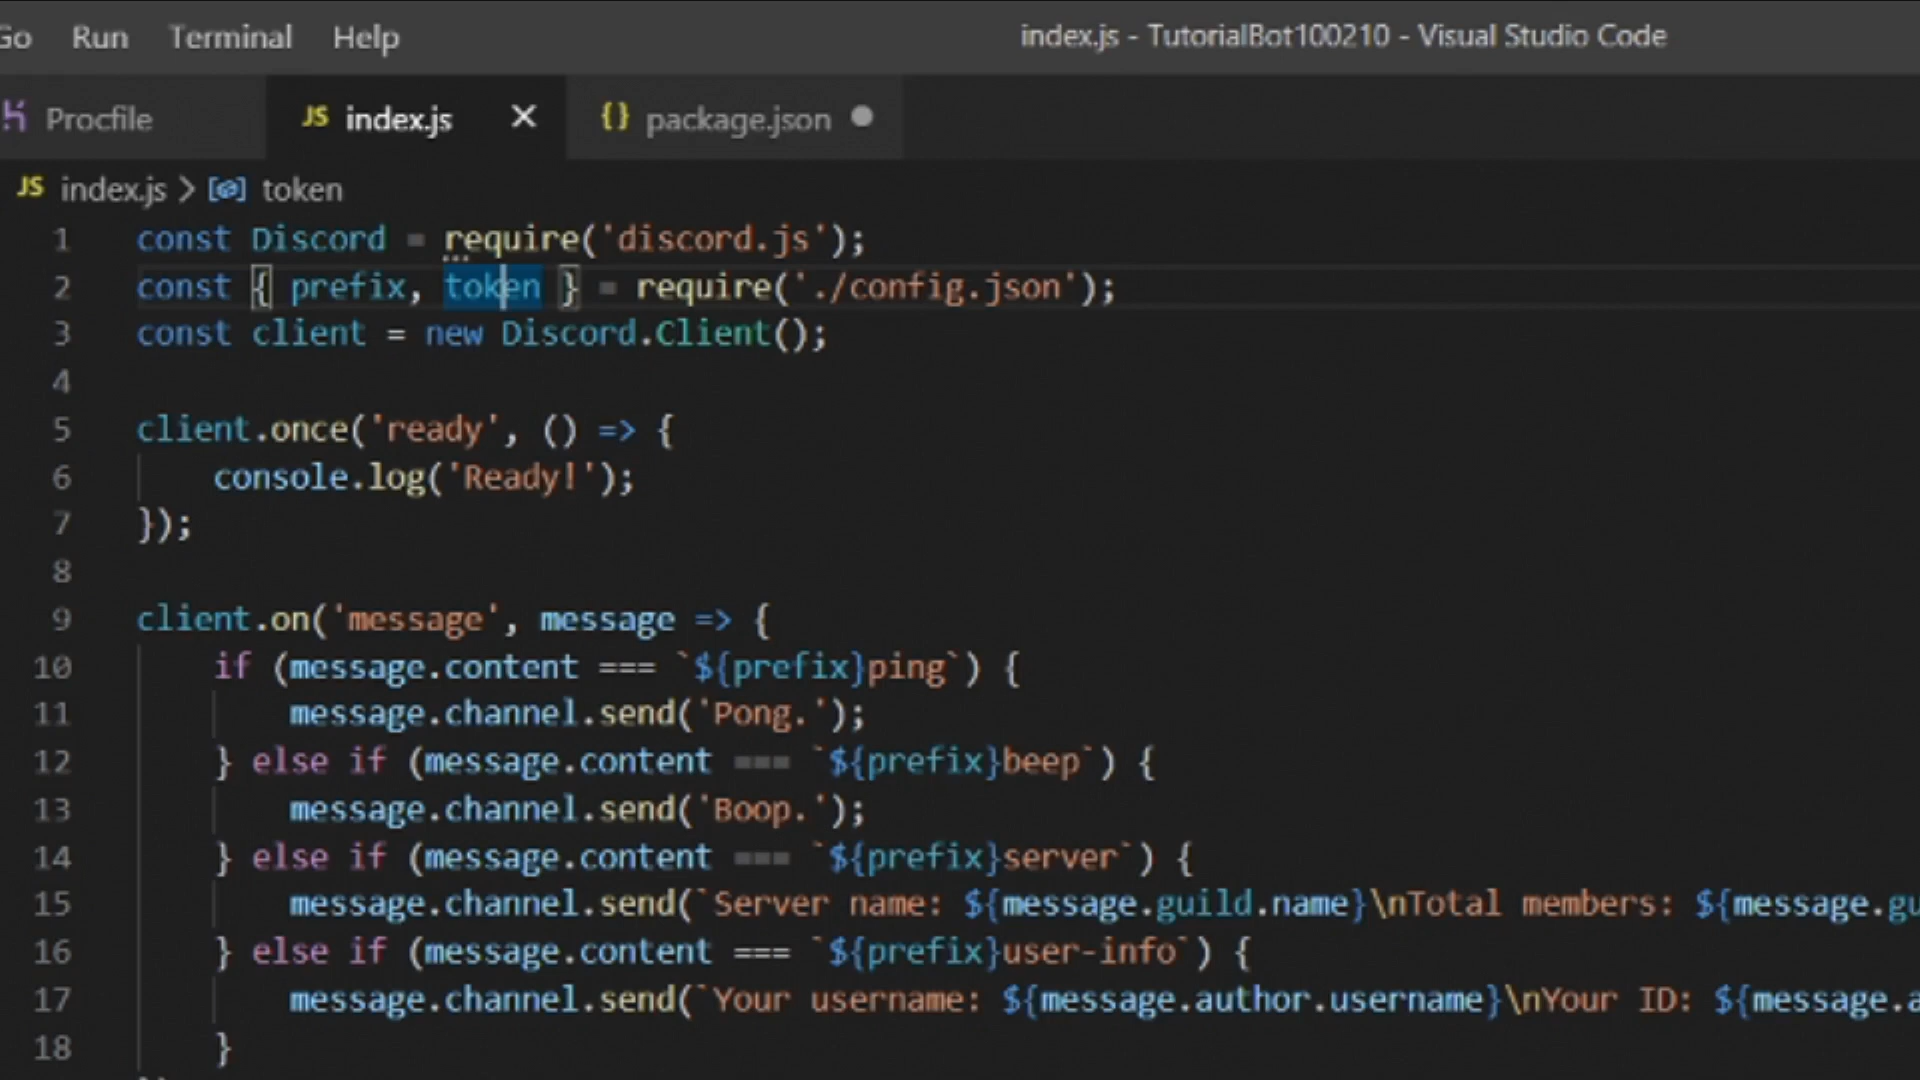 Go Run Terminal Help index.js - TutorialBot100210 - Visual Studio Code
Procfile JS index.js × {} package.json ●
JS index.js > token
1 const Discord = require('discord.js');
2 const { prefix, token } = require('./config.json');
3 const client = new Discord.Client();
4
5 client.once('ready', () => {
6 console.log('Ready!');
7 });
8
9 client.on('message', message => {
10 if (message.content === `${prefix}ping`) {
11 message.channel.send('Pong.');
12 } else if (message.content === `${prefix}beep`) {
13 message.channel.send('Boop.');
14 } else if (message.content === `${prefix}server`) {
15 message.channel.send(`Server name: ${message.guild.name}\nTotal members: ${message.gu
16 } else if (message.content === `${prefix}user-info`) {
17 message.channel.send(`Your username: ${message.author.username}\nYour ID: ${message.a
18 }